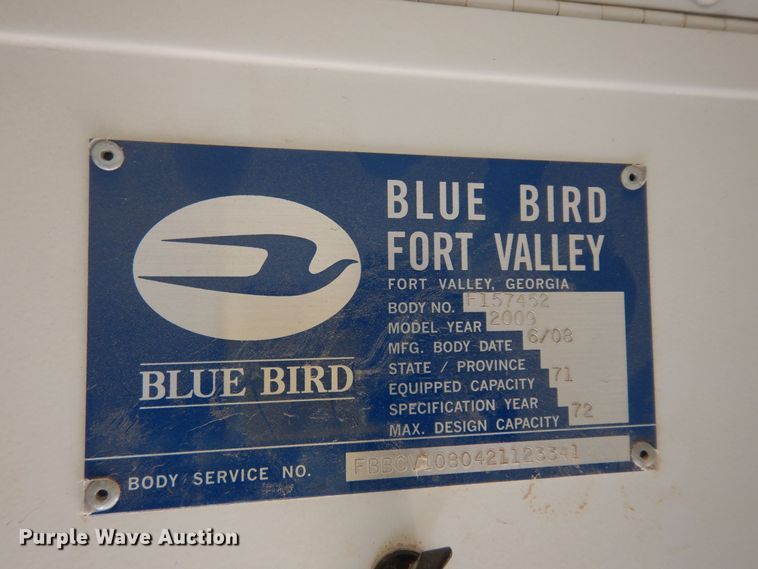 BLUE BIRD
FORT VALLEY
FORT VALLEY, GEORGIA
BODY NO. F157452
MODEL YEAR 2009
MFG. BODY DATE 6/08
STATE / PROVINCE
EQUIPPED CAPACITY 71
SPECIFICATION YEAR
MAX. DESIGN CAPACITY 72
BLUE BIRD
BODY SERVICE NO. FBBCV1080421123341
Purple Wave Auction